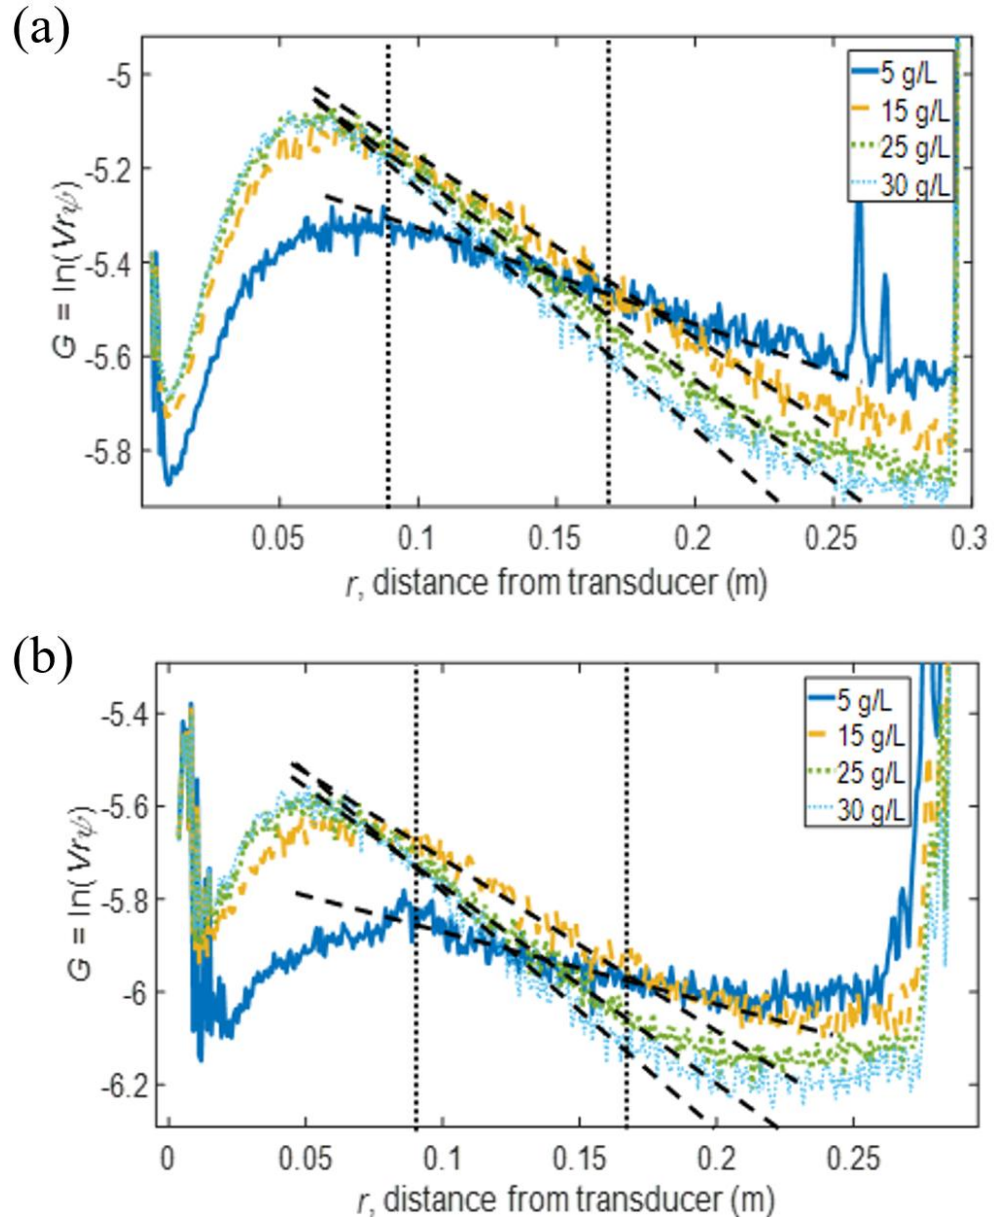 (a)
-5
-5.2
-5.4
-5.6
-5.8
G = ln(Vrψ)
5 g/L
15 g/L
25 g/L
30 g/L
0.05 0.1 0.15 0.2 0.25 0.3
r, distance from transducer (m)
(b)
-5.4
-5.6
-5.8
-6
-6.2
G = ln(Vrψ)
5 g/L
15 g/L
25 g/L
30 g/L
0 0.05 0.1 0.15 0.2 0.25
r, distance from transducer (m)